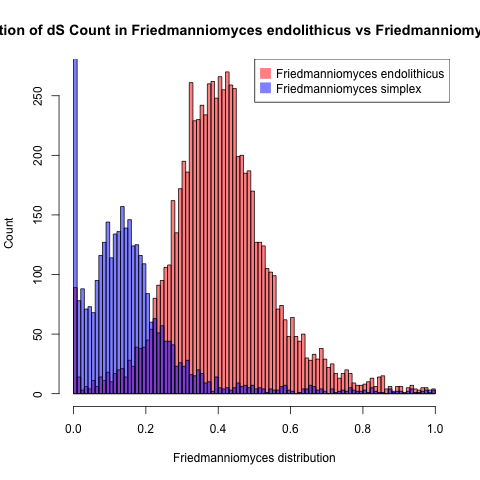 tion of dS Count in Friedmanniomyces endolithicus vs Friedmanniomy
Friedmanniomyces endolithicus
Friedmanniomyces simplex
Count
0
50
100
150
200
250
0.0 0.2 0.4 0.6 0.8 1.0
Friedmanniomyces distribution